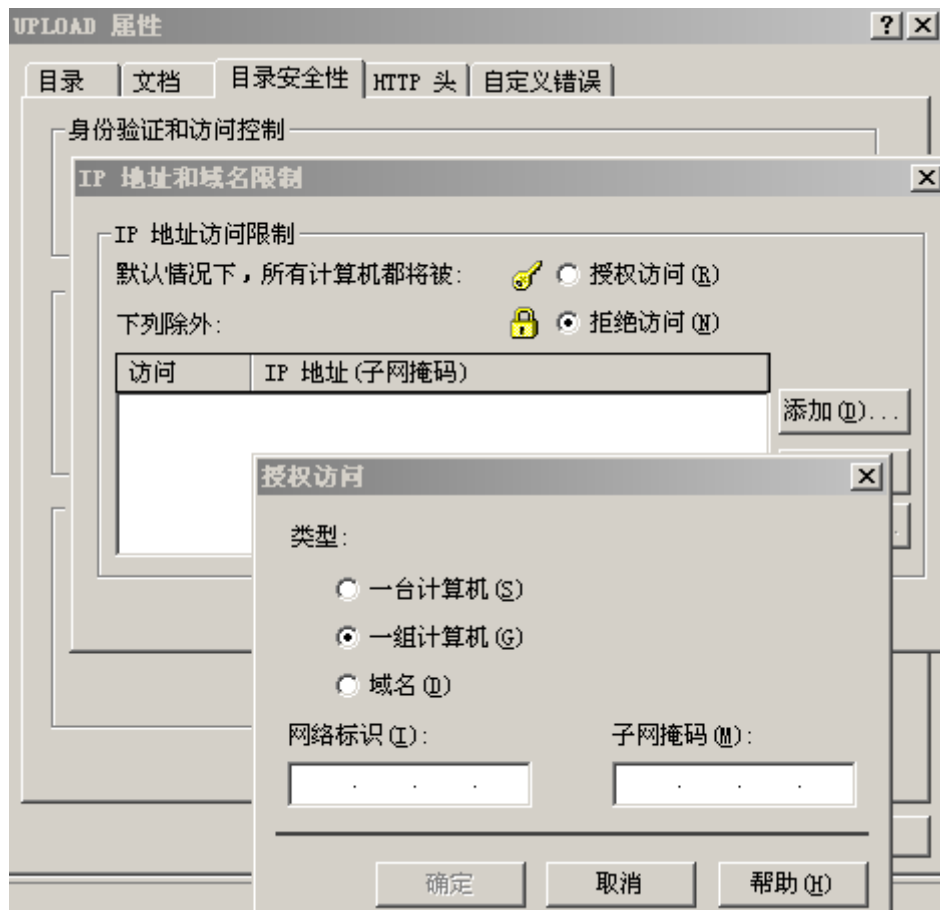 UPLOAD 属性
目录 文档 目录安全性 HTTP 头 自定义错误
身份验证和访问控制
IP 地址和域名限制
IP 地址访问限制
默认情况下，所有计算机都将被: 授权访问(R)
下列除外: 拒绝访问(N)
访问 IP 地址(子网掩码)
添加(D)...
授权访问
类型:
一台计算机(S)
一组计算机(G)
域名(D)
网络标识(I): 子网掩码(M):
确定 取消 帮助(H)